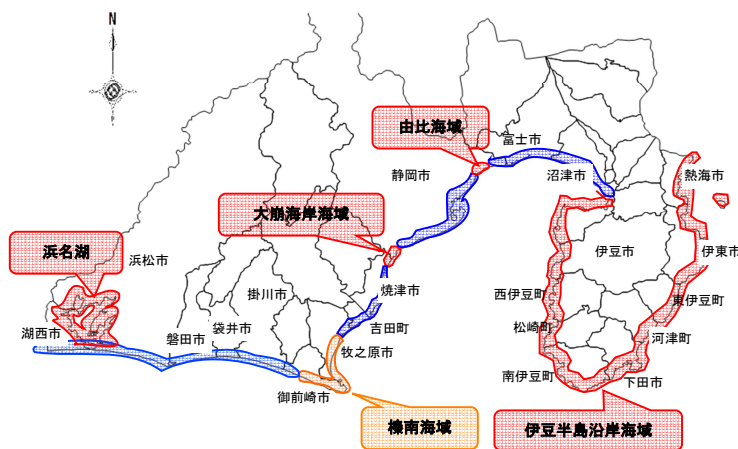 N
由比海域
富士市
静岡市
沼津市
熱海市
大崩海岸海域
浜名湖
浜松市
伊豆市
伊東市
掛川市
焼津市
西伊豆町
東伊豆町
湖西市
磐田市
袋井市
吉田町
松崎町
河津町
牧之原市
南伊豆町
下田市
御前崎市
榛南海域
伊豆半島沿岸海域